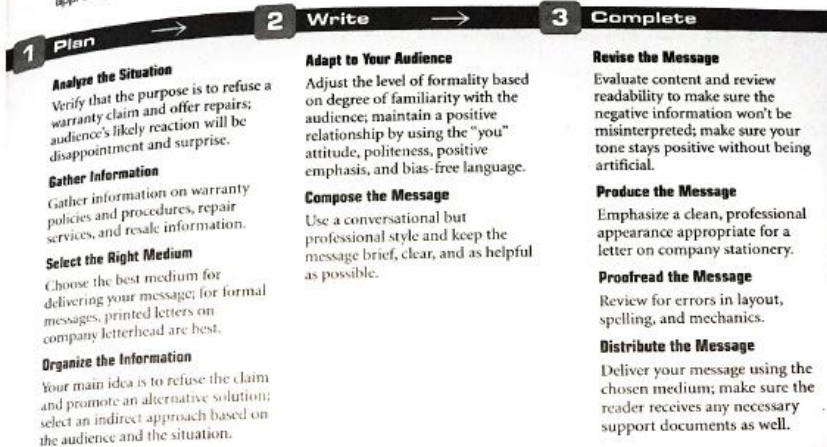 1 Plan
Analyze the Situation
Verify that the purpose is to refuse a
warranty claim and offer repairs;
audience's likely reaction will be
disappointment and surprise.
Gather Information
Gather information on warranty
policies and procedures, repair
services, and resale information.
Select the Right Medium
Choose the best medium for
delivering your message; for formal
messages, printed letters on
company letterhead are best.
Organize the Information
Your main idea is to refuse the claim
and promote an alternative solution;
select an indirect approach based on
the audience and the situation.
2 Write
Adapt to Your Audience
Adjust the level of formality based
on degree of familiarity with the
audience; maintain a positive
relationship by using the "you"
attitude, politeness, positive
emphasis, and bias-free language.
Compose the Message
Use a conversational but
professional style and keep the
message brief, clear, and as helpful
as possible.
3 Complete
Revise the Message
Evaluate content and review
readability to make sure the
negative information won't be
misinterpreted; make sure your
tone stays positive without being
artificial.
Produce the Message
Emphasize a clean, professional
appearance appropriate for a
letter on company stationery.
Proofread the Message
Review for errors in layout,
spelling, and mechanics.
Distribute the Message
Deliver your message using the
chosen medium; make sure the
reader receives any necessary
support documents as well.